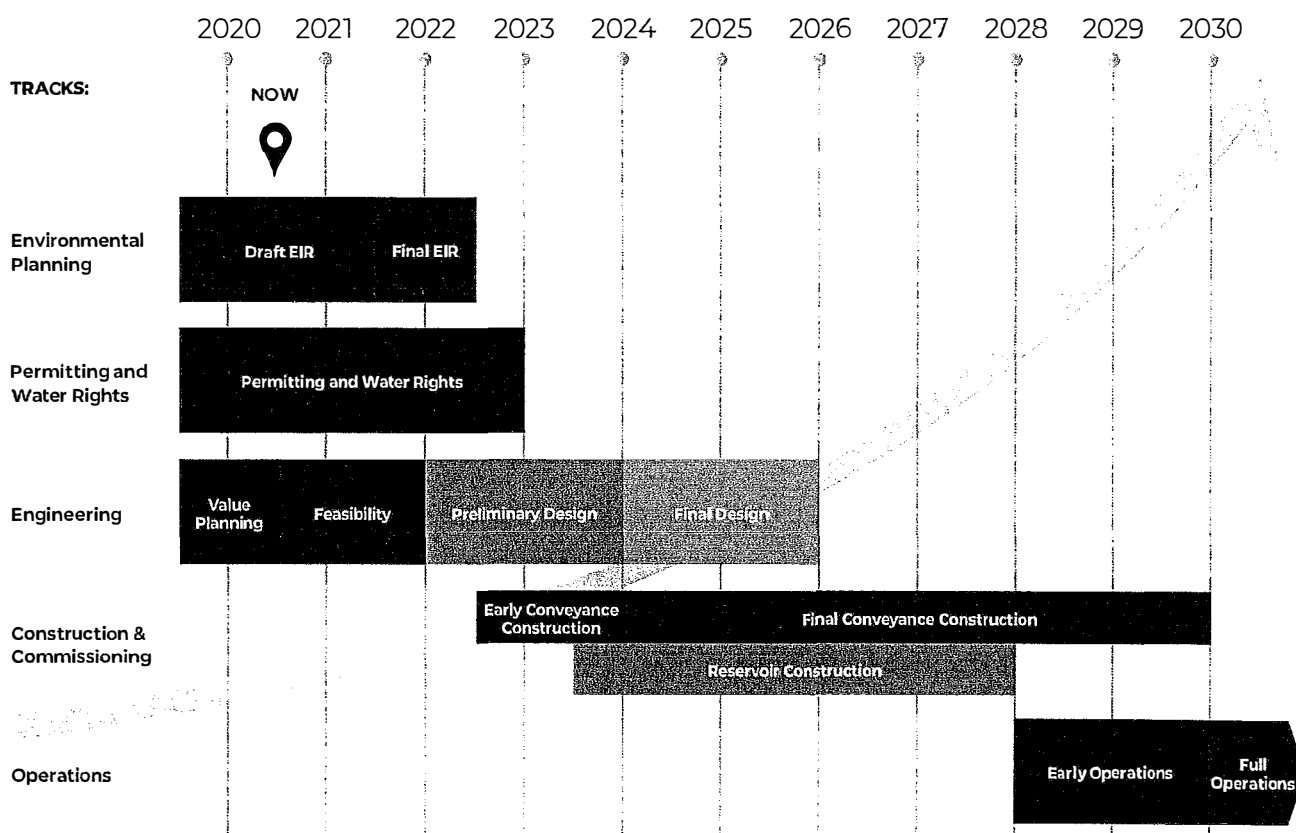 2020 2021 2022 2023 2024 2025 2026 2027 2028 2029 2030
TRACKS:
NOW
Environmental
Planning
Draft EIR
Final EIR
Permitting and
Water Rights
Permitting and Water Rights
Engineering
Value
Planning
Feasibility
Preliminary Design
Final Design
Construction &
Commissioning
Early Conveyance
Construction
Final Conveyance Construction
Reservoir Construction
Operations
Early Operations
Full
Operations